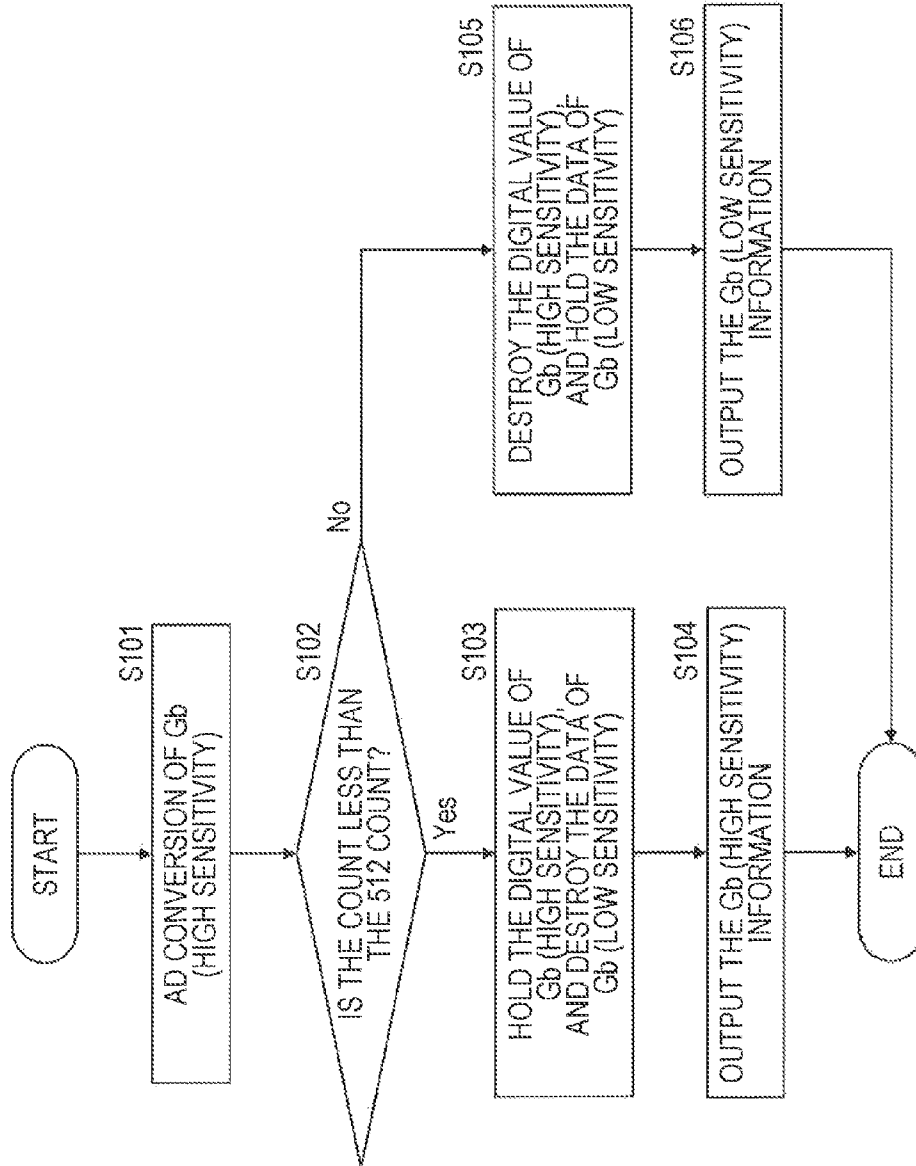 START
S101
AD CONVERSION OF Gb
(HIGH SENSITIVITY)
S102
IS THE COUNT LESS THAN
THE 512 COUNT?
No
Yes
S103
HOLD THE DIGITAL VALUE OF
Gb (HIGH SENSITIVITY),
AND DESTROY THE DATA OF
Gb (LOW SENSITIVITY)
S104
OUTPUT THE Gb (HIGH SENSITIVITY)
INFORMATION
S105
DESTROY THE DIGITAL VALUE OF
Gb (HIGH SENSITIVITY),
AND HOLD THE DATA OF
Gb (LOW SENSITIVITY)
S106
OUTPUT THE Gb (LOW SENSITIVITY)
INFORMATION
END